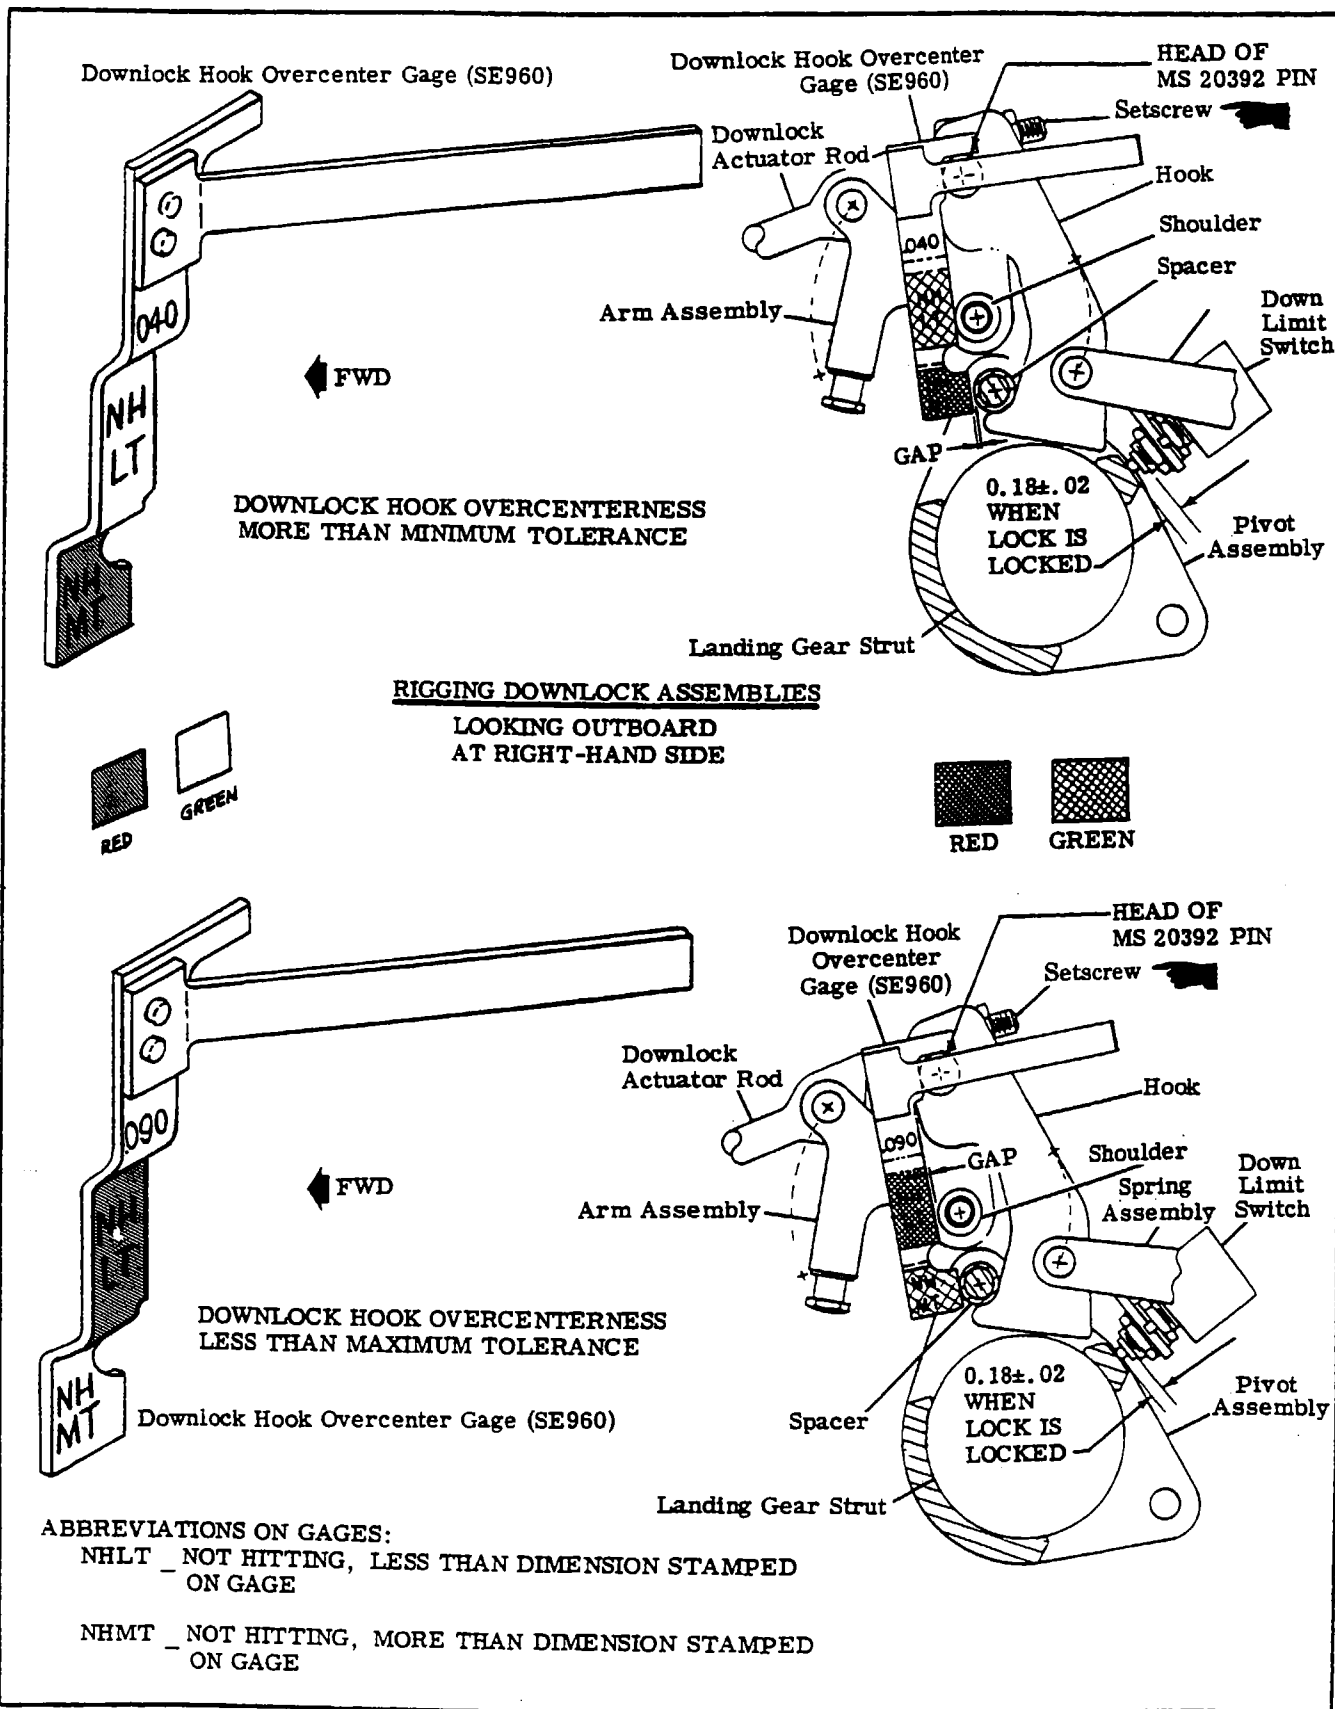 Downlock Hook Overcenter Gage (SE960)
040
NH
LT
NH
MT
FWD
DOWNLOCK HOOK OVERCENTERNESS
MORE THAN MINIMUM TOLERANCE
Downlock Hook Overcenter
Gage (SE960)
HEAD OF
MS 20392 PIN
Setscrew
Downlock
Actuator Rod
Hook
Shoulder
.040
Spacer
Arm Assembly
Down
Limit
Switch
GAP
0.18±.02
WHEN
LOCK IS
LOCKED
Pivot
Assembly
Landing Gear Strut
RIGGING DOWNLOCK ASSEMBLIES
LOOKING OUTBOARD
AT RIGHT-HAND SIDE
RED
GREEN
RED
GREEN
.090
NH
LT
NH
MT
FWD
DOWNLOCK HOOK OVERCENTERNESS
LESS THAN MAXIMUM TOLERANCE
Downlock Hook Overcenter Gage (SE960)
HEAD OF
MS 20392 PIN
Downlock Hook
Overcenter
Gage (SE960)
Setscrew
Downlock
Actuator Rod
Hook
.090
GAP
Shoulder
Spring
Assembly
Down
Limit
Switch
Arm Assembly
0.18±.02
WHEN
LOCK IS
LOCKED
Pivot
Assembly
Spacer
Landing Gear Strut
ABBREVIATIONS ON GAGES:
NHLT _ NOT HITTING, LESS THAN DIMENSION STAMPED
ON GAGE
NHMT _ NOT HITTING, MORE THAN DIMENSION STAMPED
ON GAGE